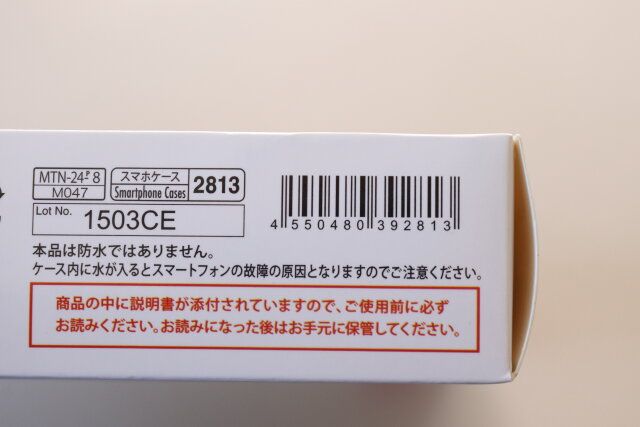 MTN-24ﾅ8
M047
スマホケース
Smartphone Cases
2813
Lot No.
1503CE
4 550480 392813
本品は防水ではありません。
ケース内に水が入るとスマートフォンの故障の原因となりますのでご注意ください。
商品の中に説明書が添付されていますので、ご使用前に必ず
お読みください。お読みになった後はお手元に保管してください。